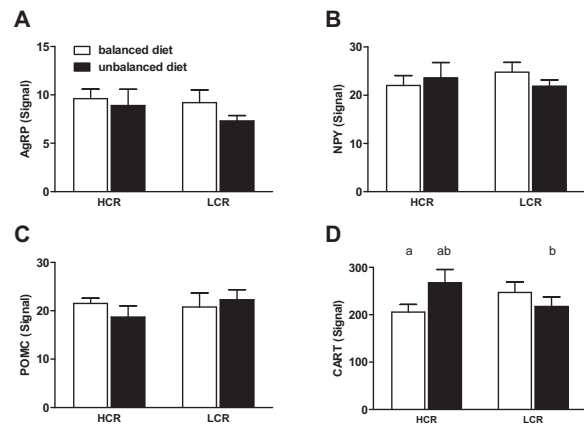 A
B
15
10
5
0
AgRP (Signal)
balanced diet
unbalanced diet
HCR
LCR
30
20
10
0
NPY (Signal)
HCR
LCR
C
D
30
20
10
0
POMC (Signal)
HCR
LCR
a
ab
b
300
200
100
0
CART (Signal)
HCR
LCR